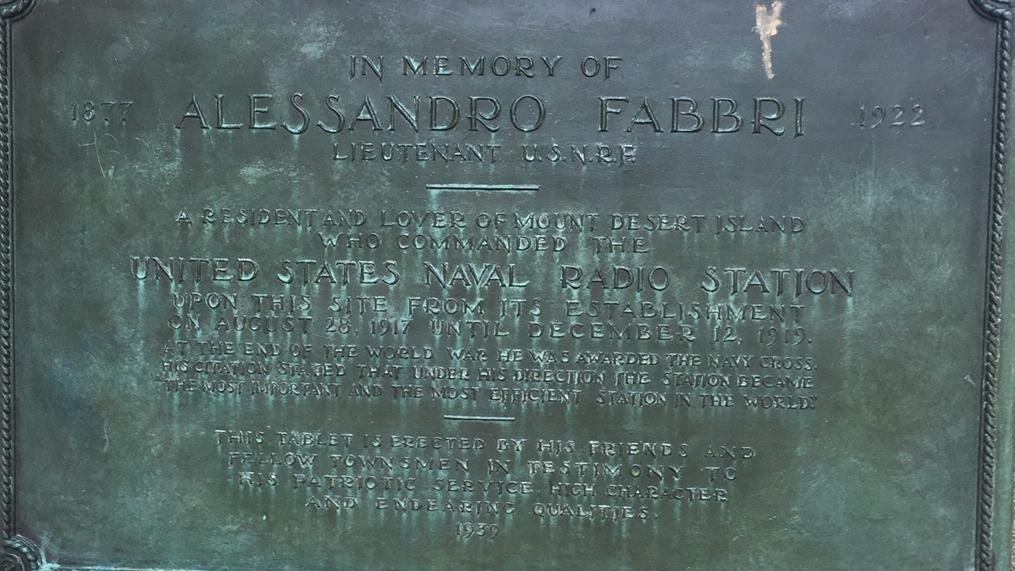 IN MEMORY OF
1877 ALESSANDRO FABBRI 1922
LIEUTENANT U.S.N.R.F.
A RESIDENT AND LOVER OF MOUNT DESERT ISLAND
WHO COMMANDED THE
UNITED STATES NAVAL RADIO STATION
UPON THIS SITE FROM ITS ESTABLISHMENT
ON AUGUST 28, 1917 UNTIL DECEMBER 12, 1919.
AT THE END OF THE WORLD WAR HE WAS AWARDED THE NAVY CROSS.
HIS CITATION STATED THAT UNDER HIS DIRECTION THE STATION BECAME
"THE MOST IMPORTANT AND THE MOST EFFICIENT STATION IN THE WORLD."
THIS TABLET IS ERECTED BY HIS FRIENDS AND
FELLOW TOWNSMEN IN TESTIMONY TO
HIS PATRIOTIC SERVICE, HIGH CHARACTER
AND ENDEARING QUALITIES.
1939